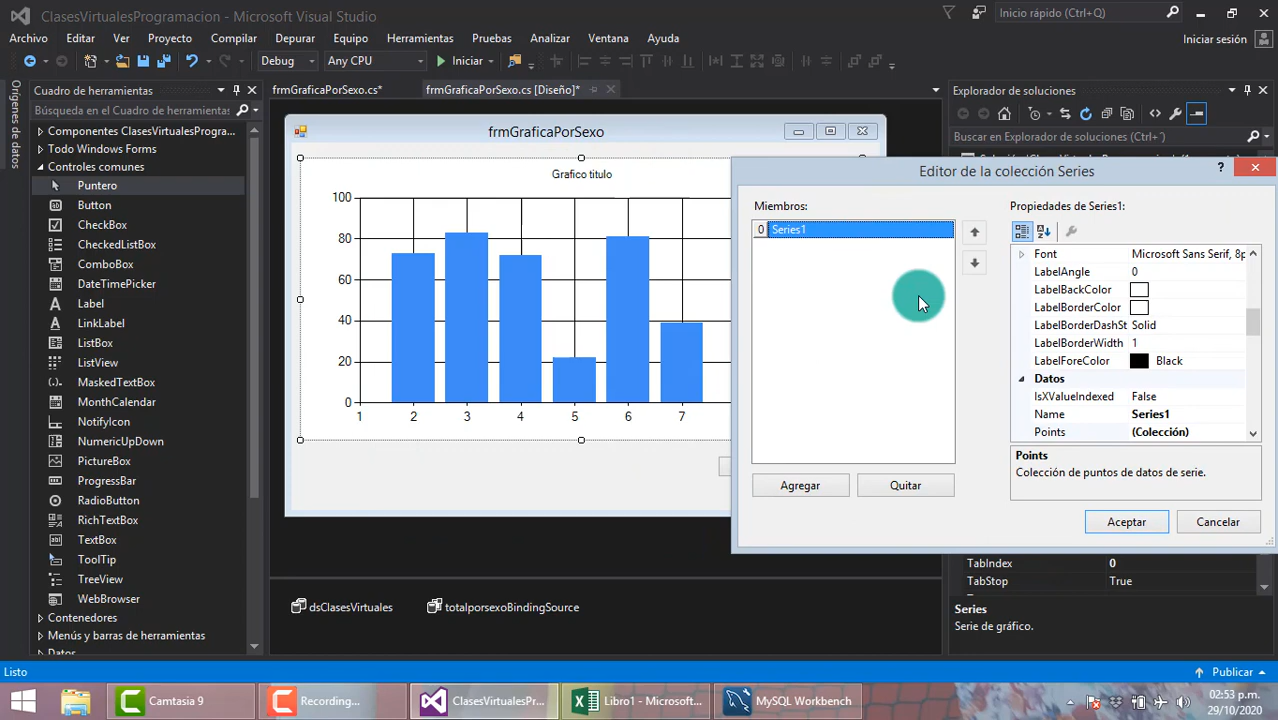 ClasesVirtualesProgramacion - Microsoft Visual Studio
Inicio rápido (Ctrl+Q)
Archivo Editar Ver Proyecto Compilar Depurar Equipo Herramientas Pruebas Analizar Ventana Ayuda
Iniciar sesión
Debug Any CPU Iniciar
Orígenes de datos
Cuadro de herramientas
Búsqueda en el Cuadro de herramientas
Componentes ClasesVirtualesProgra...
Todo Windows Forms
Controles comunes
Puntero
Button
CheckBox
CheckedListBox
ComboBox
DateTimePicker
Label
LinkLabel
ListBox
ListView
MaskedTextBox
MonthCalendar
NotifyIcon
NumericUpDown
PictureBox
ProgressBar
RadioButton
RichTextBox
TextBox
ToolTip
TreeView
WebBrowser
Contenedores
Menús y barras de herramientas
Datos
frmGraficaPorSexo.cs*
frmGraficaPorSexo.cs [Diseño]*
frmGraficaPorSexo
Grafico titulo
100
80
60
40
20
0
1 2 3 4 5 6 7
dsClasesVirtuales
totalporsexoBindingSource
Explorador de soluciones
Buscar en Explorador de soluciones (Ctrl+¨)
Editor de la colección Series
?
Miembros:
0 Series1
Agregar
Quitar
Propiedades de Series1:
Font Microsoft Sans Serif, 8p
LabelAngle 0
LabelBackColor
LabelBorderColor
LabelBorderDashSt Solid
LabelBorderWidth 1
LabelForeColor Black
Datos
IsXValueIndexed False
Name Series1
Points (Colección)
Points
Colección de puntos de datos de serie.
Aceptar
Cancelar
TabIndex 0
TabStop True
Series
Serie de gráfico.
Listo
Publicar
Camtasia 9
Recording...
ClasesVirtualesPr...
Libro1 - Microsoft...
MySQL Workbench
02:53 p.m.
29/10/2020